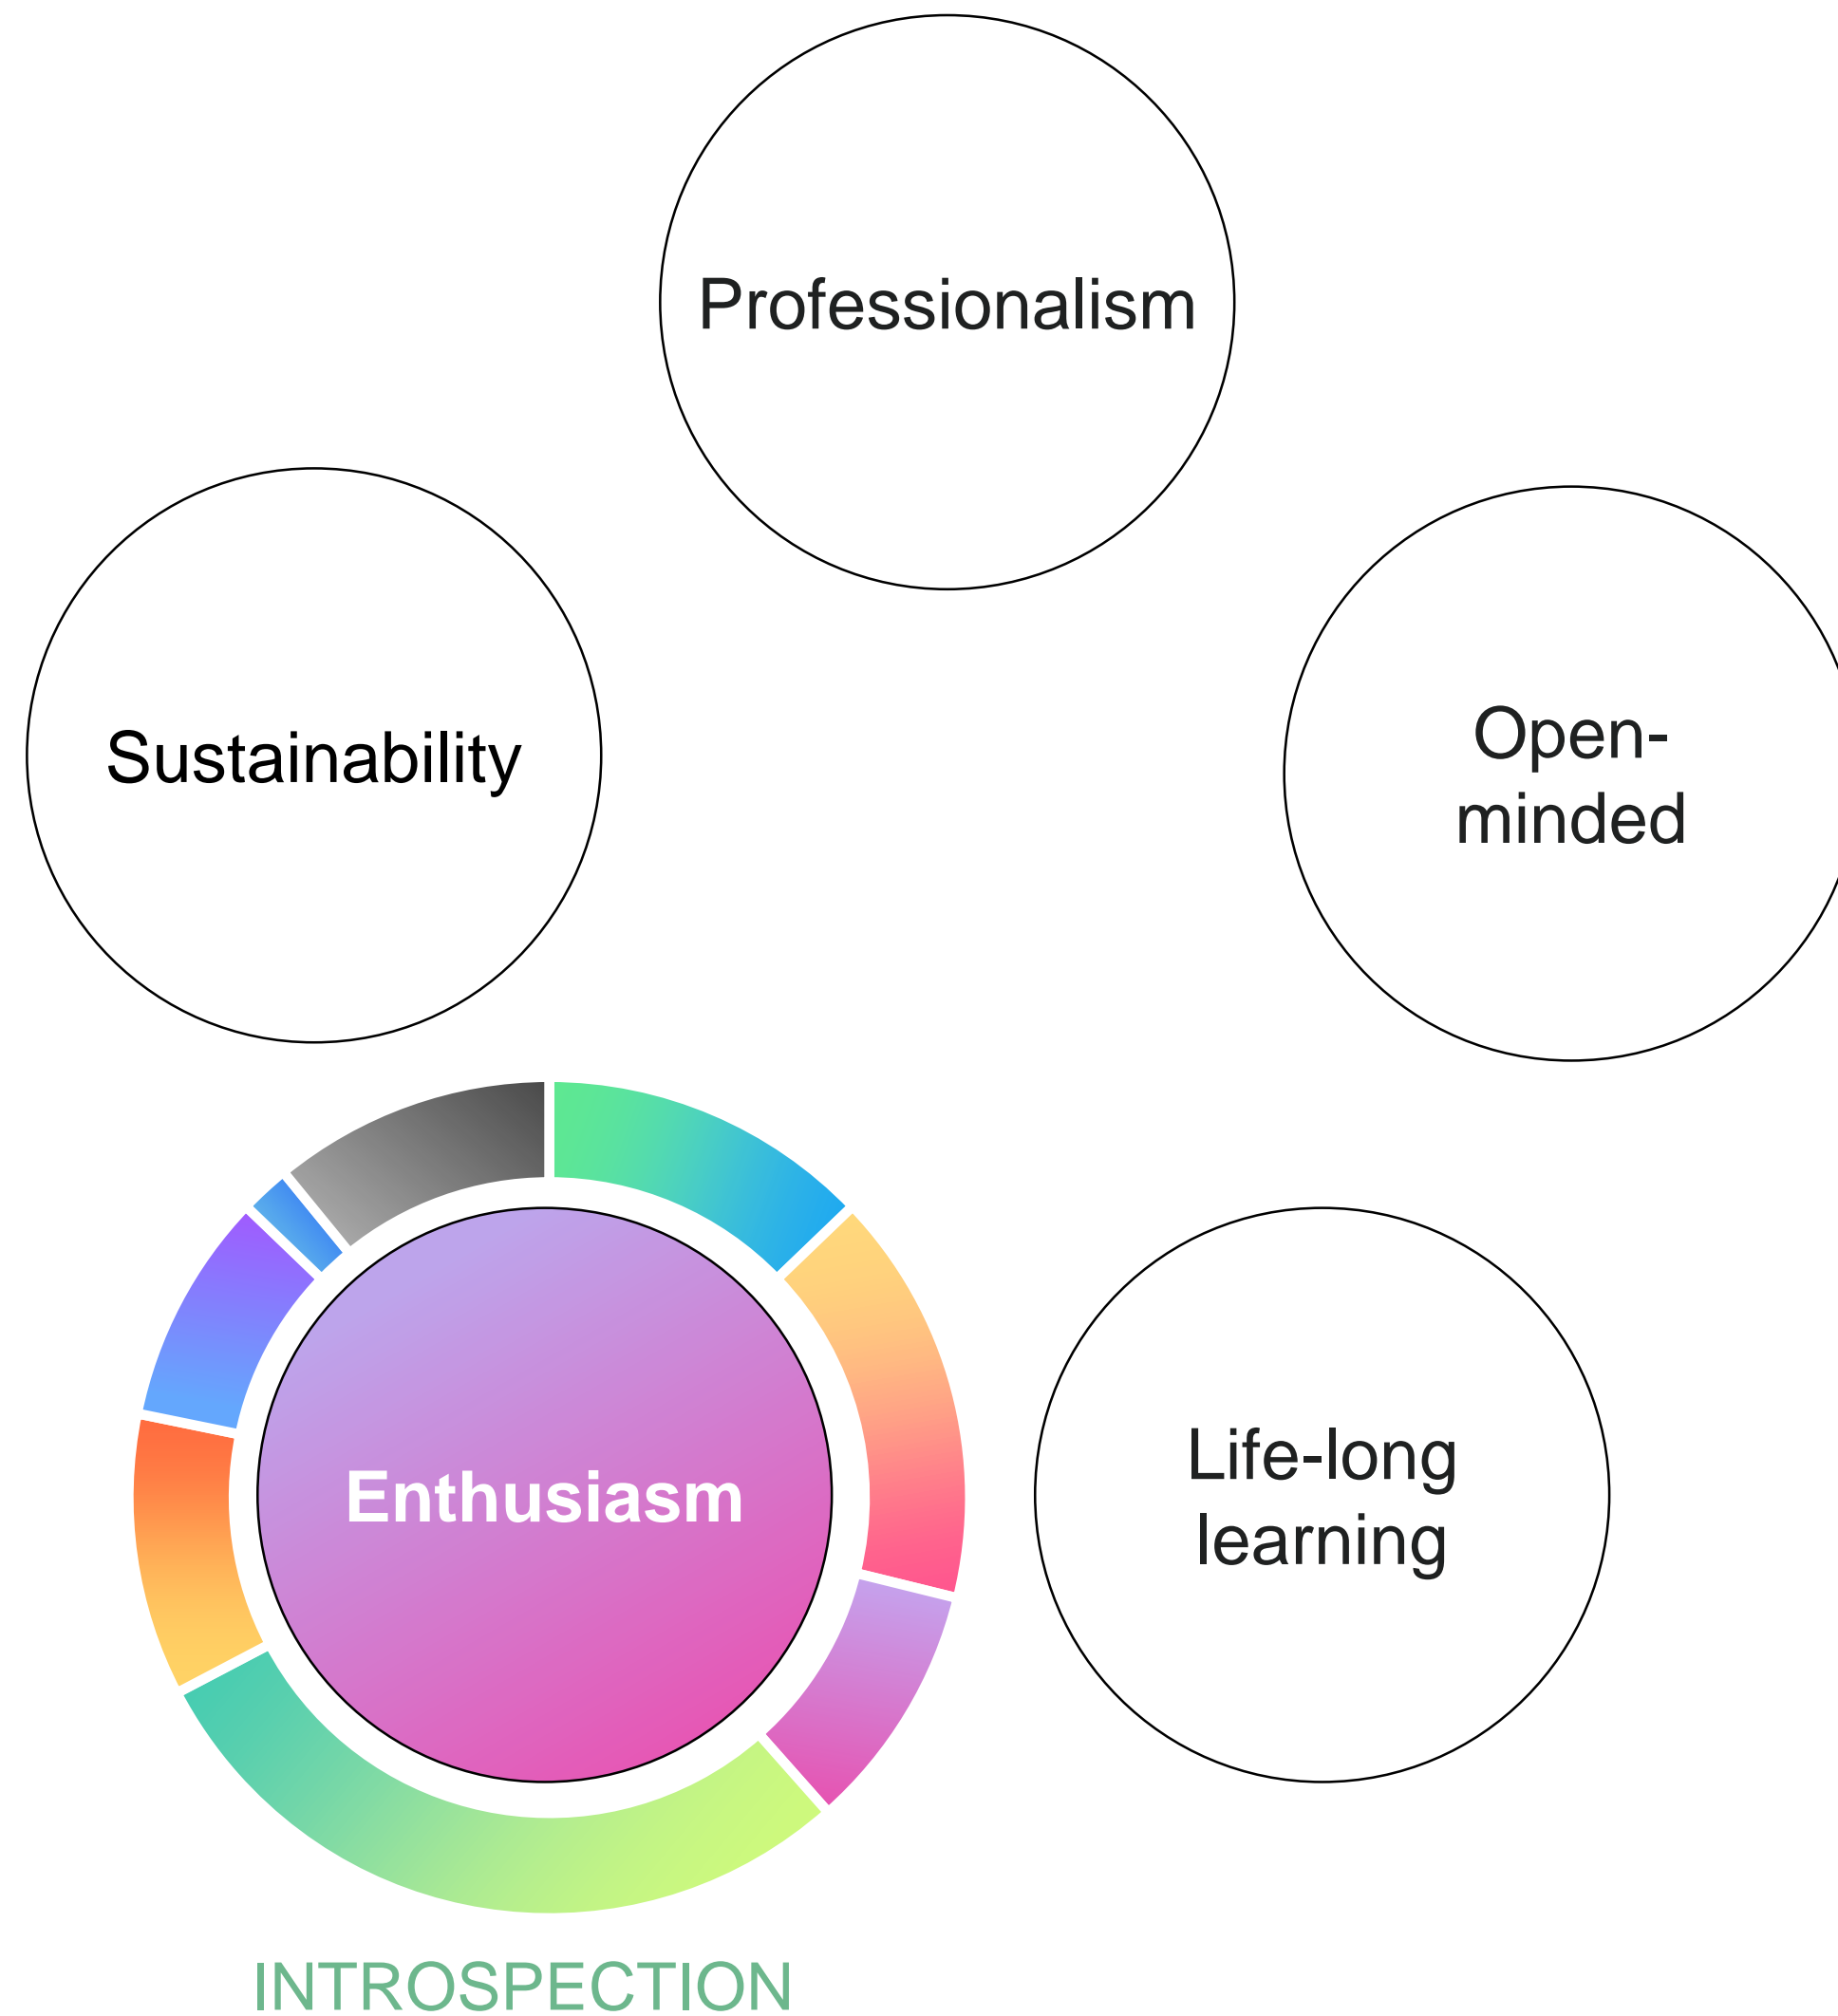 Professionalism
Sustainability
Open-
minded
Enthusiasm
Life-long
learning
INTROSPECTION